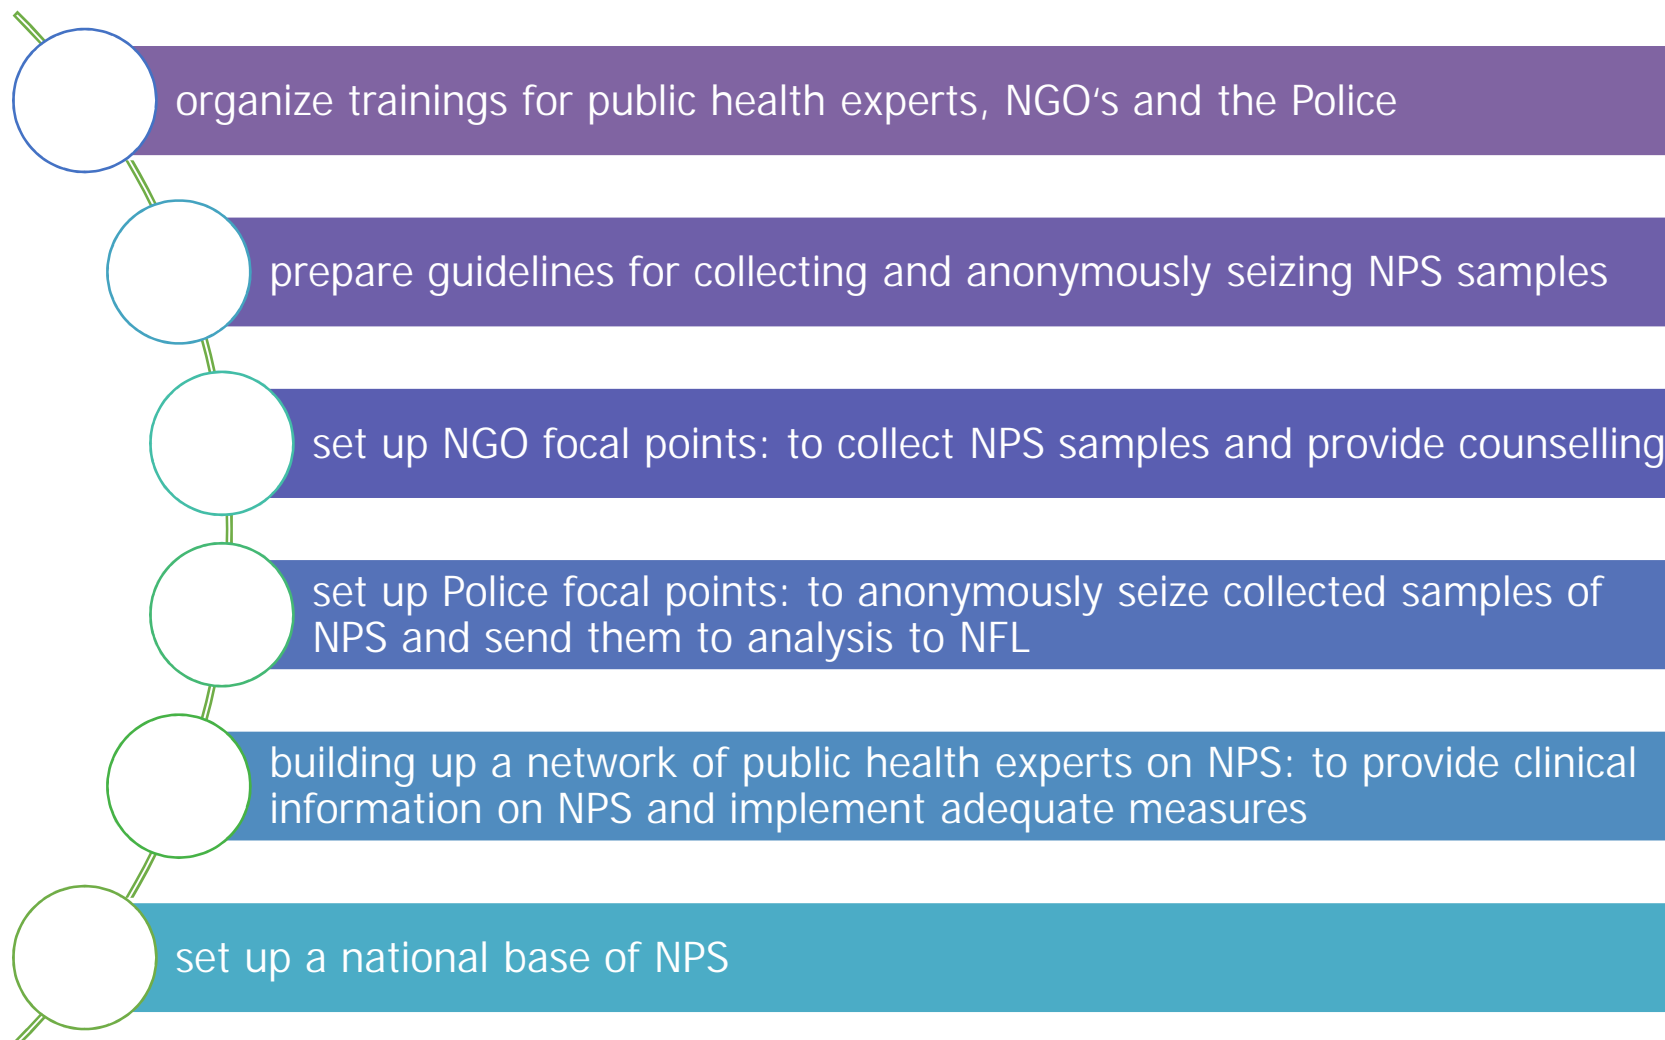 organize trainings for public health experts, NGO‘s and the Police
prepare guidelines for collecting and anonymously seizing NPS samples
set up NGO focal points: to collect NPS samples and provide counselling
set up Police focal points: to anonymously seize collected samples of
NPS and send them to analysis to NFL
building up a network of public health experts on NPS: to provide clinical
information on NPS and implement adequate measures
set up a national base of NPS